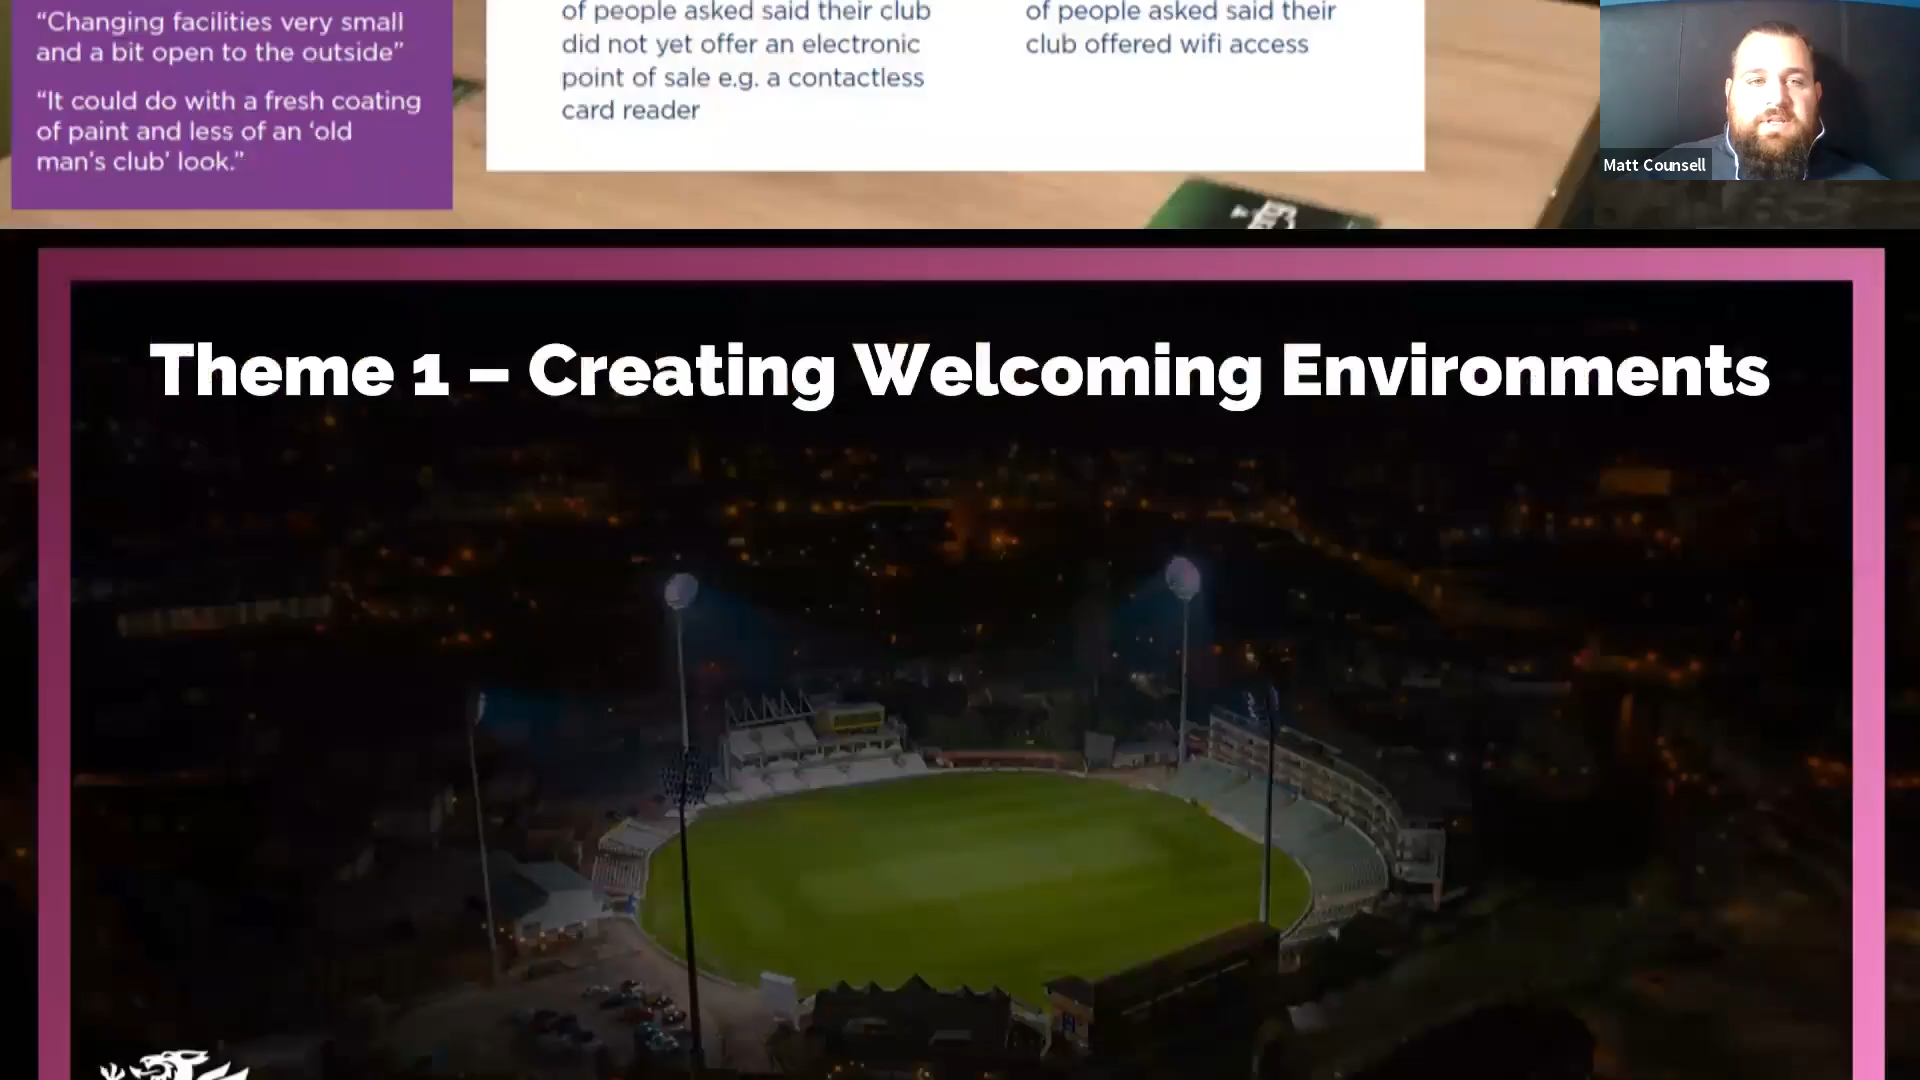 “Changing facilities very small
and a bit open to the outside”
“It could do with a fresh coating
of paint and less of an ‘old
man’s club’ look.”
of people asked said their club
did not yet offer an electronic
point of sale e.g. a contactless
card reader
of people asked said their
club offered wifi access
Matt Counsell
Theme 1 – Creating Welcoming Environments